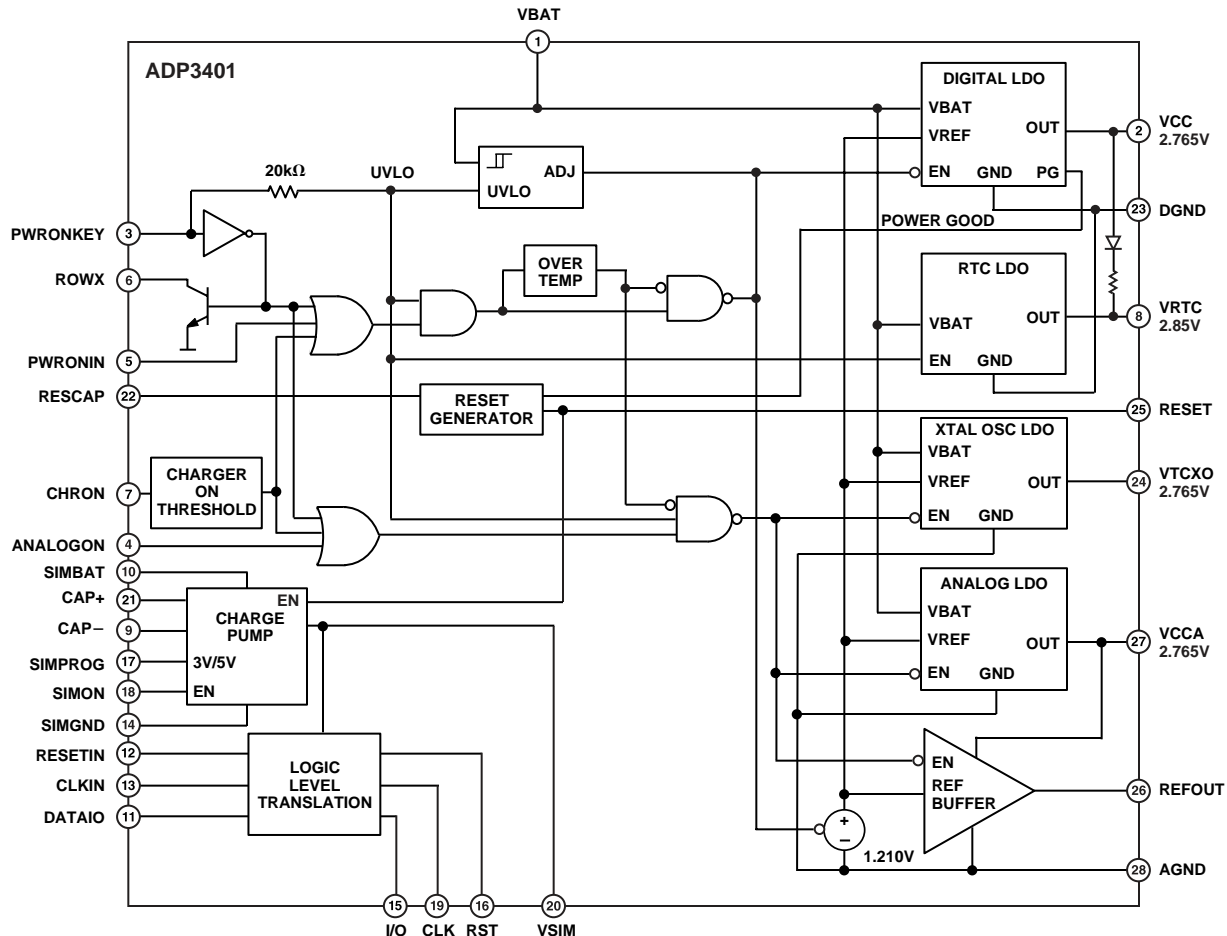 VBAT
1
ADP3401
DIGITAL LDO
VBAT
VREF
OUT
EN
GND
PG
2
VCC
2.765V
20kΩ
UVLO
UVLO
ADJ
PWRONKEY
3
23
DGND
POWER GOOD
ROWX
6
OVER
TEMP
RTC LDO
VBAT
OUT
EN
GND
8
VRTC
2.85V
PWRONIN
5
RESCAP
22
RESET
GENERATOR
25
RESET
XTAL OSC LDO
VBAT
VREF
OUT
EN
GND
24
VTCXO
2.765V
CHRON
7
CHARGER
ON
THRESHOLD
ANALOGON
4
SIMBAT
10
CAP+
21
CAP−
9
SIMPROG
17
SIMON
18
SIMGND
14
EN
CHARGE
PUMP
3V/5V
EN
ANALOG LDO
VBAT
VREF
OUT
EN
GND
27
VCCA
2.765V
RESETIN
12
CLKIN
13
DATAIO
11
LOGIC
LEVEL
TRANSLATION
EN
REF
BUFFER
26
REFOUT
+
−
1.210V
28
AGND
15
19
16
20
I/O
CLK
RST
VSIM